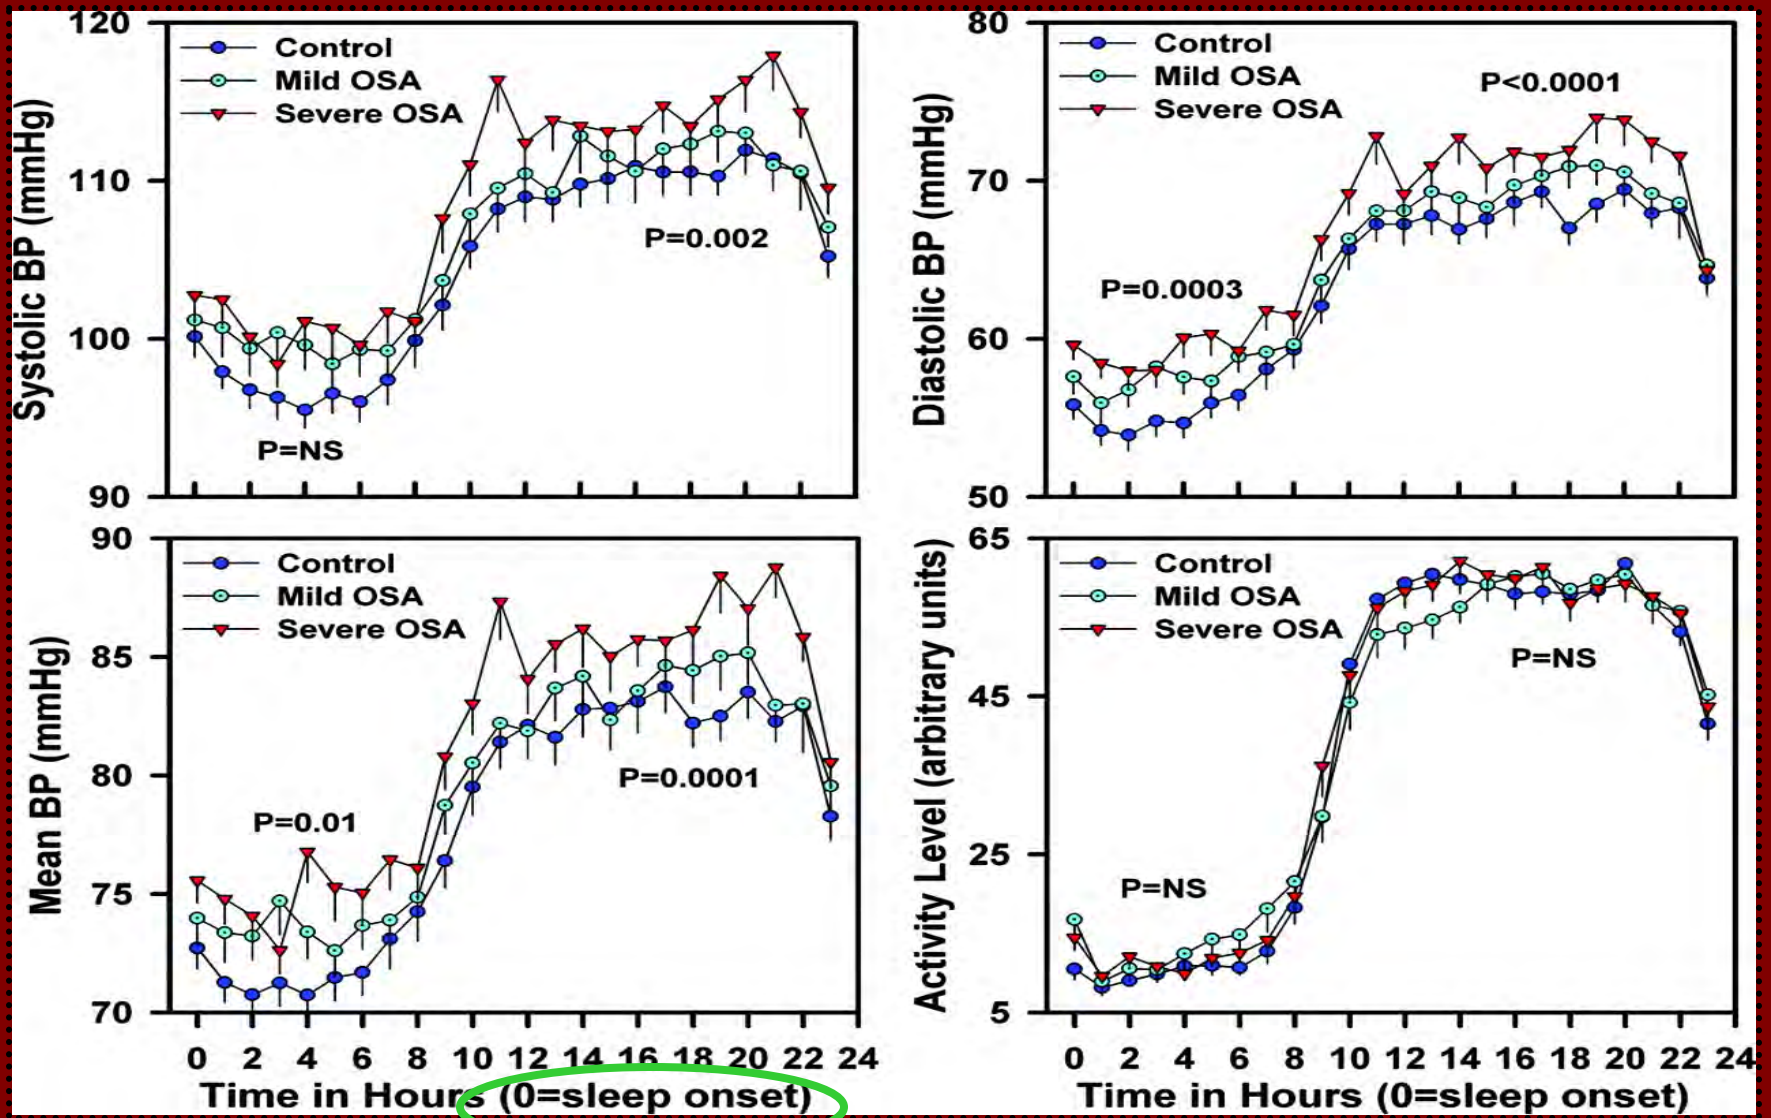 Systolic BP (mmHg)
120
110
100
90
Control
Mild OSA
Severe OSA
P=0.002
P=NS
Diastolic BP (mmHg)
80
70
60
50
Control
Mild OSA
Severe OSA
P<0.0001
P=0.0003
Mean BP (mmHg)
90
85
80
75
70
Control
Mild OSA
Severe OSA
P=0.0001
P=0.01
0 2 4 6 8 10 12 14 16 18 20 22 24
Time in Hours (0=sleep onset)
Activity Level (arbitrary units)
65
45
25
5
Control
Mild OSA
Severe OSA
P=NS
P=NS
0 2 4 6 8 10 12 14 16 18 20 22 24
Time in Hours (0=sleep onset)